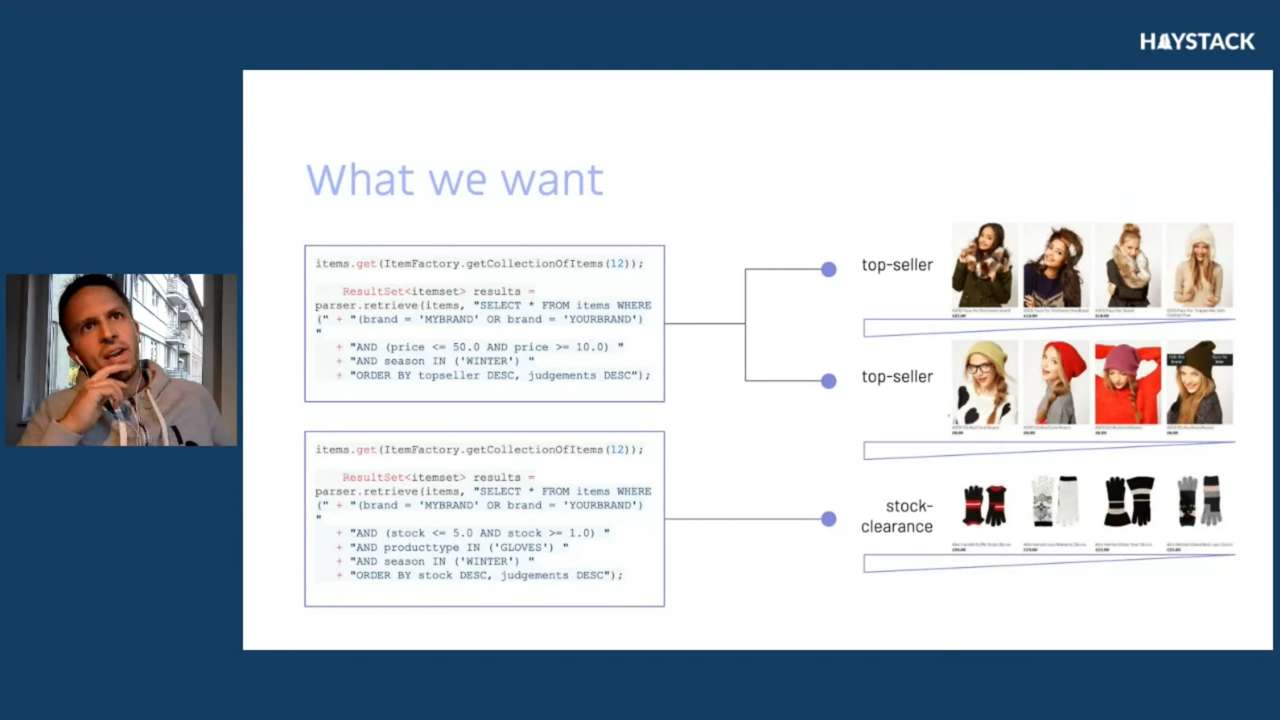 HAYSTACK
What we want
items.get(ItemFactory.getCollectionOfItems(12));
ResultSet<itemset> results =
parser.retrieve(items, "SELECT * FROM items WHERE
(" + "(brand = 'MYBRAND' OR brand = 'YOURBRAND')
"
+ "AND (price <= 50.0 AND price >= 10.0) "
+ "AND season IN ('WINTER') "
+ "ORDER BY topseller DESC, judgements DESC");
top-seller
top-seller
items.get(ItemFactory.getCollectionOfItems(12));
ResultSet<itemset> results =
parser.retrieve(items, "SELECT * FROM items WHERE
(" + "(brand = 'MYBRAND' OR brand = 'YOURBRAND')
"
+ "AND (stock <= 5.0 AND stock >= 1.0) "
+ "AND producttype IN ('GLOVES') "
+ "AND season IN ('WINTER') "
+ "ORDER BY stock DESC, judgements DESC");
stock-
clearance